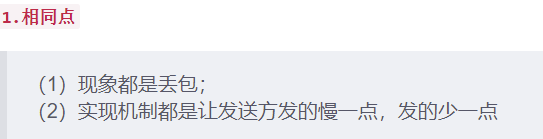 1.相同点
（1）现象都是丢包；
（2）实现机制都是让发送方发的慢一点，发的少一点